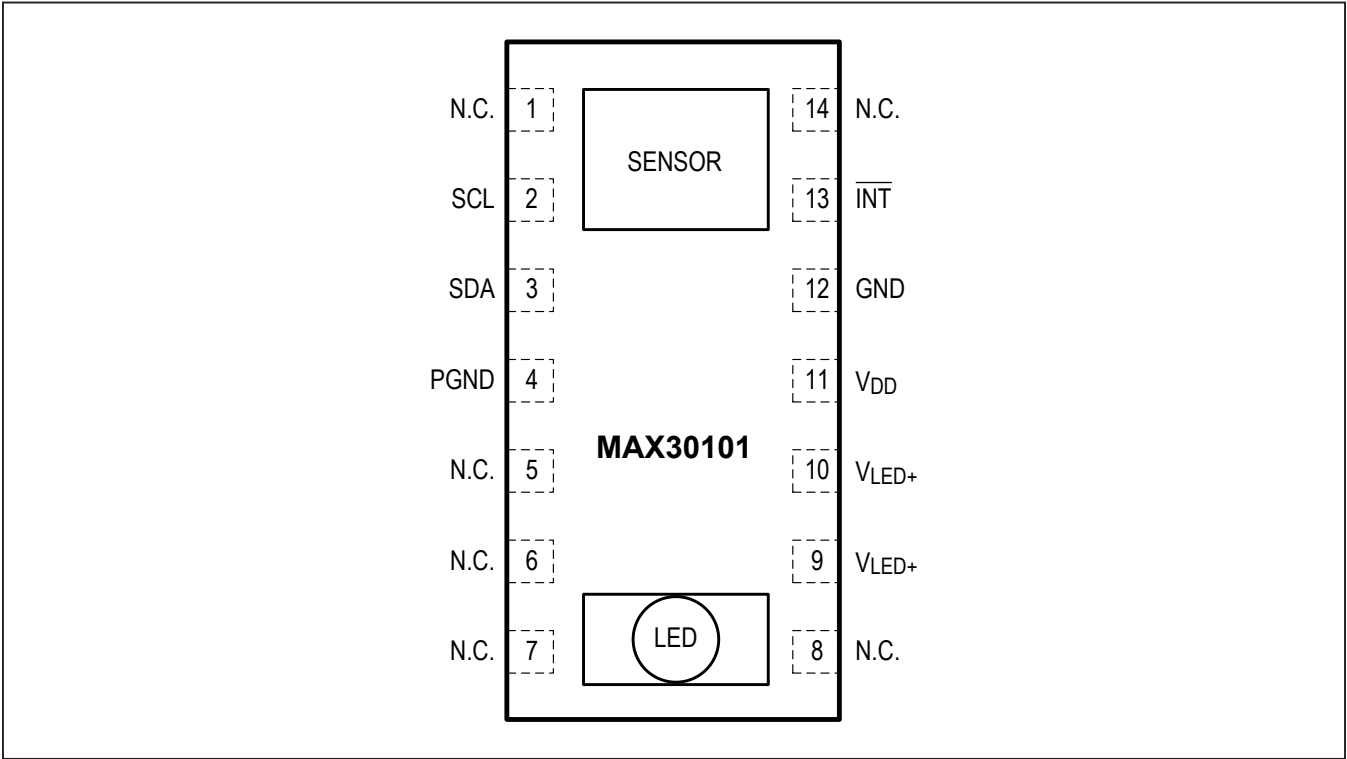 N.C. 1 14 N.C.
SENSOR
SCL 2 13 I̅N̅T̅
SDA 3 12 GND
PGND 4 11 VDD
MAX30101
N.C. 5 10 VLED+
N.C. 6 9 VLED+
LED
N.C. 7 8 N.C.